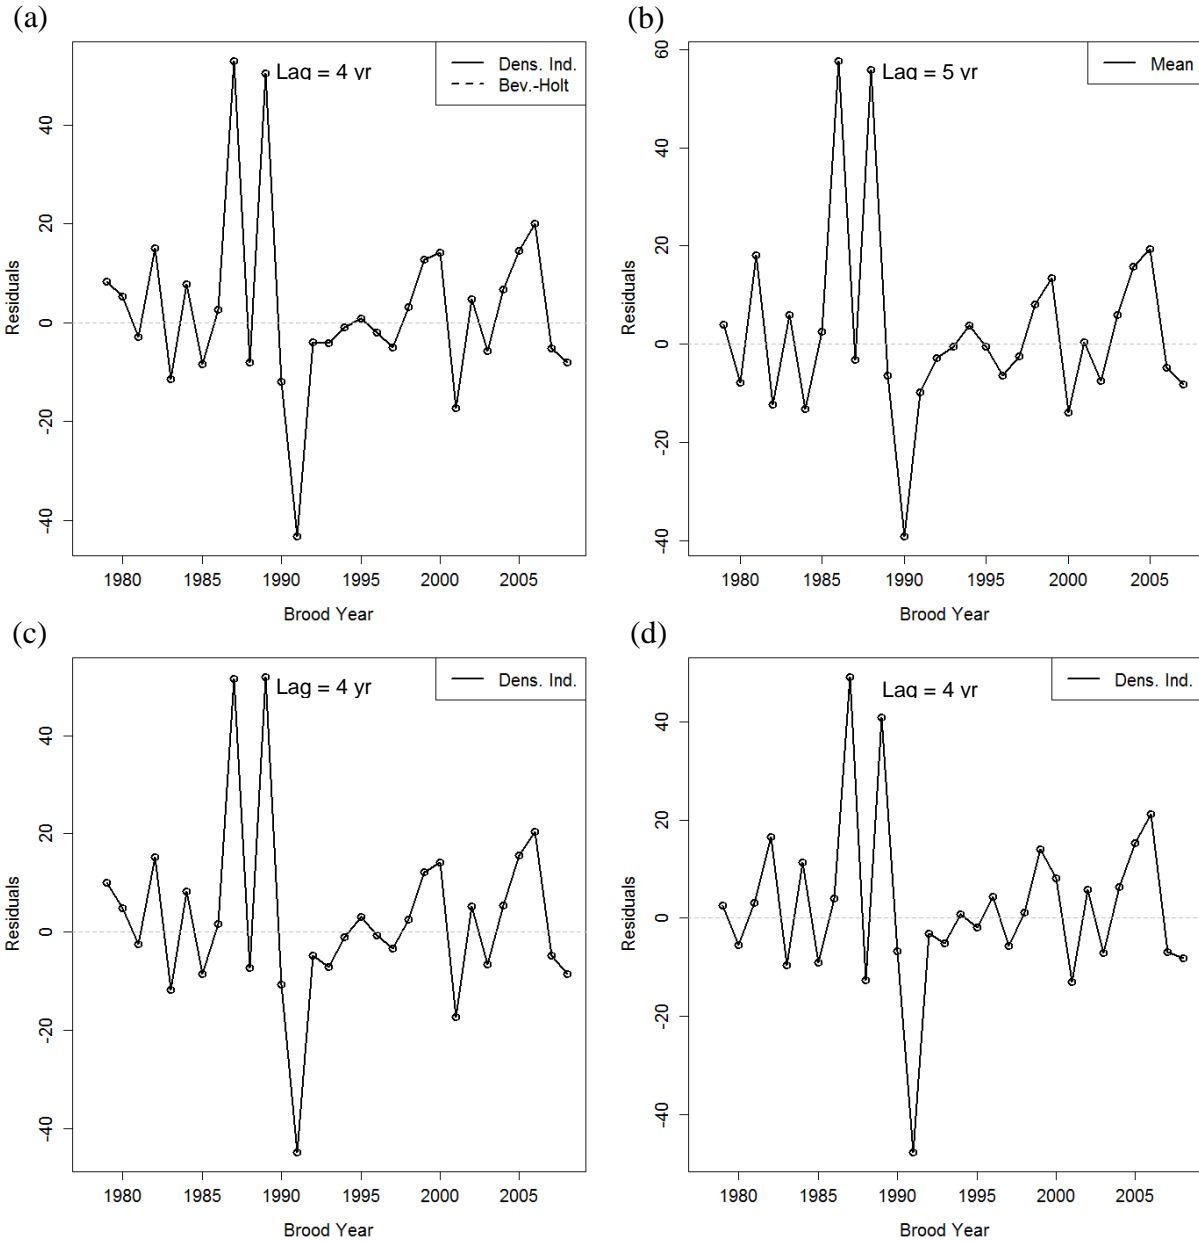 (a)
Dens. Ind.
Bev.-Holt
Lag = 4 yr
Residuals
40
20
0
-20
-40
1980 1985 1990 1995 2000 2005
Brood Year
(b)
Mean
Lag = 5 yr
Residuals
60
40
20
0
-20
-40
1980 1985 1990 1995 2000 2005
Brood Year
(c)
Dens. Ind.
Lag = 4 yr
Residuals
40
20
0
-20
-40
1980 1985 1990 1995 2000 2005
Brood Year
(d)
Dens. Ind.
Lag = 4 yr
Residuals
40
20
0
-20
-40
1980 1985 1990 1995 2000 2005
Brood Year